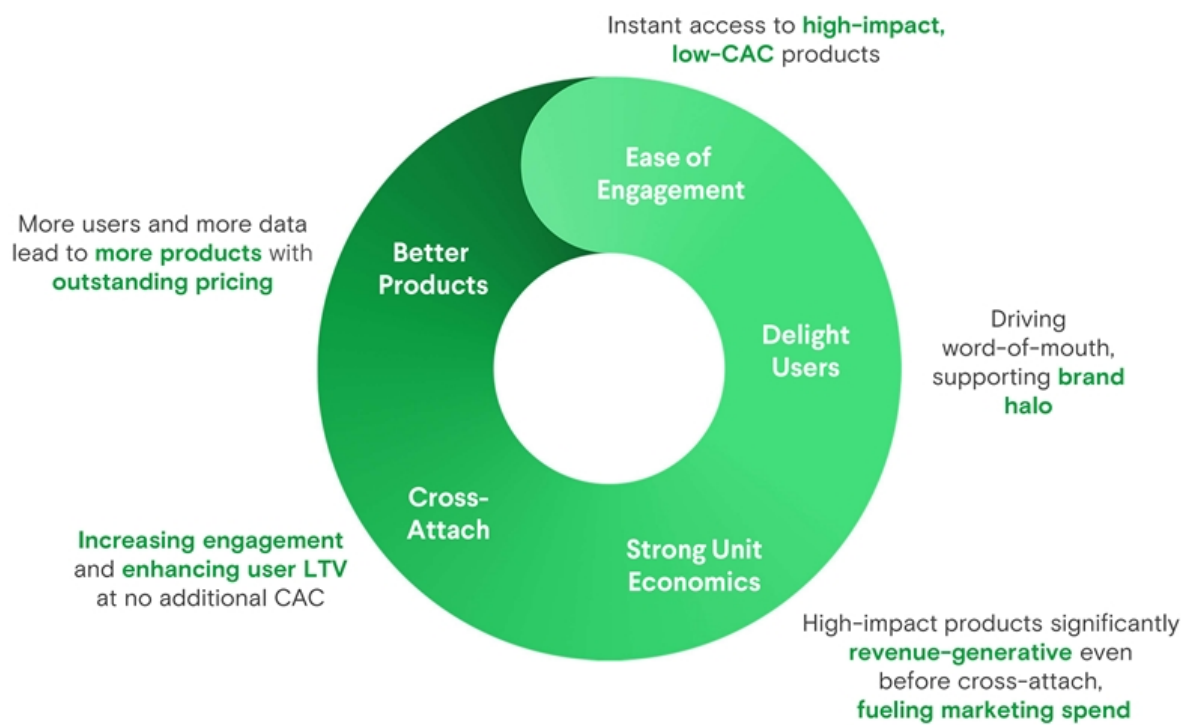 Instant access to high-impact,
low-CAC products
Ease of
Engagement
Delight
Users
Driving
word-of-mouth,
supporting brand
halo
Strong Unit
Economics
High-impact products significantly
revenue-generative even
before cross-attach,
fueling marketing spend
Cross-
Attach
Increasing engagement
and enhancing user LTV
at no additional CAC
Better
Products
More users and more data
lead to more products with
outstanding pricing